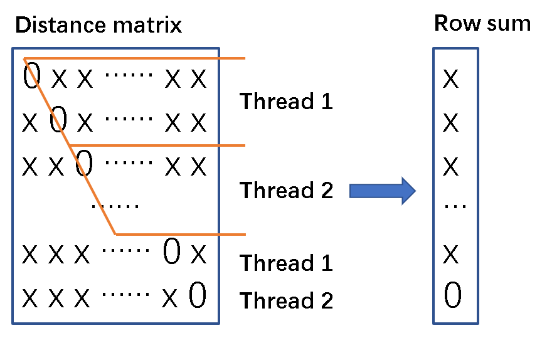 Distance matrix
Row sum
0 x x ······ x x
x
Thread 1
x 0 x ······ x x
x
x x 0 ······ x x
x
Thread 2
······
...
x x x ······ 0 x
x
Thread 1
x x x ······ x 0
0
Thread 2